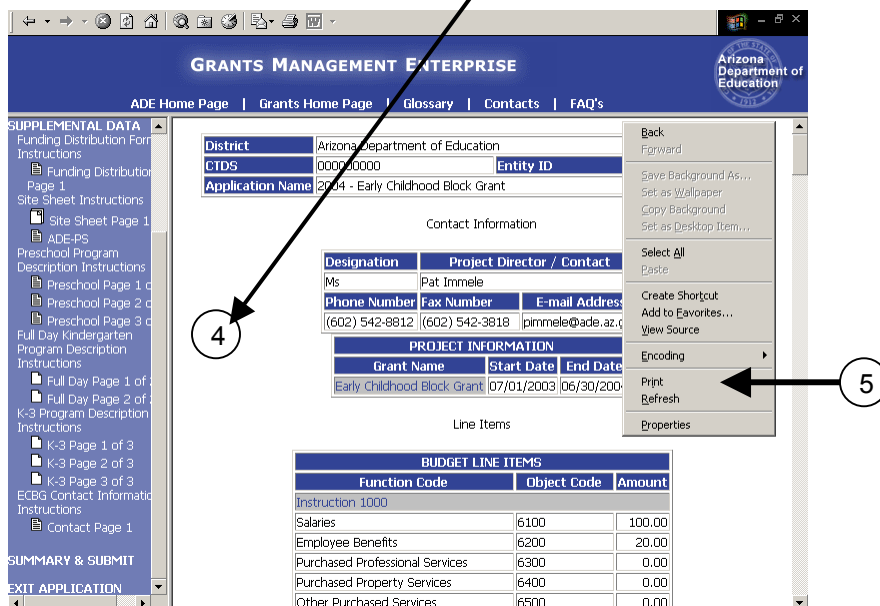 GRANTS MANAGEMENT ENTERPRISE
Arizona
Department of
Education
ADE Home Page | Grants Home Page | Glossary | Contacts | FAQ's
SUPPLEMENTAL DATA
Funding Distribution Form
Instructions
Funding Distribution
Page 1
Site Sheet Instructions
Site Sheet Page 1
ADE-PS
Preschool Program
Description Instructions
Preschool Page 1 o
Preschool Page 2 o
Preschool Page 3 o
Full Day Kindergarten
Program Description
Instructions
Full Day Page 1 of 2
Full Day Page 2 of 2
K-3 Program Description
Instructions
K-3 Page 1 of 3
K-3 Page 2 of 3
K-3 Page 3 of 3
ECBG Contact Informatio
Instructions
Contact Page 1
SUMMARY & SUBMIT
EXIT APPLICATION
District Arizona Department of Education
CTDS 000000000 Entity ID
Application Name 2004 - Early Childhood Block Grant
Contact Information
Designation Project Director / Contact
Ms Pat Immele
Phone Number Fax Number E-mail Address
(602) 542-8812 (602) 542-3818 pimmele@ade.az.g
PROJECT INFORMATION
Grant Name Start Date End Date
Early Childhood Block Grant 07/01/2003 06/30/2004
Line Items
BUDGET LINE ITEMS
Function Code Object Code Amount
Instruction 1000
Salaries 6100 100.00
Employee Benefits 6200 20.00
Purchased Professional Services 6300 0.00
Purchased Property Services 6400 0.00
Other Purchased Services 6500 0.00
4
Back
Forward
Save Background As...
Set as Wallpaper
Copy Background
Set as Desktop Item...
Select All
Paste
Create Shortcut
Add to Favorites...
View Source
Encoding
Print
Refresh
Properties
5